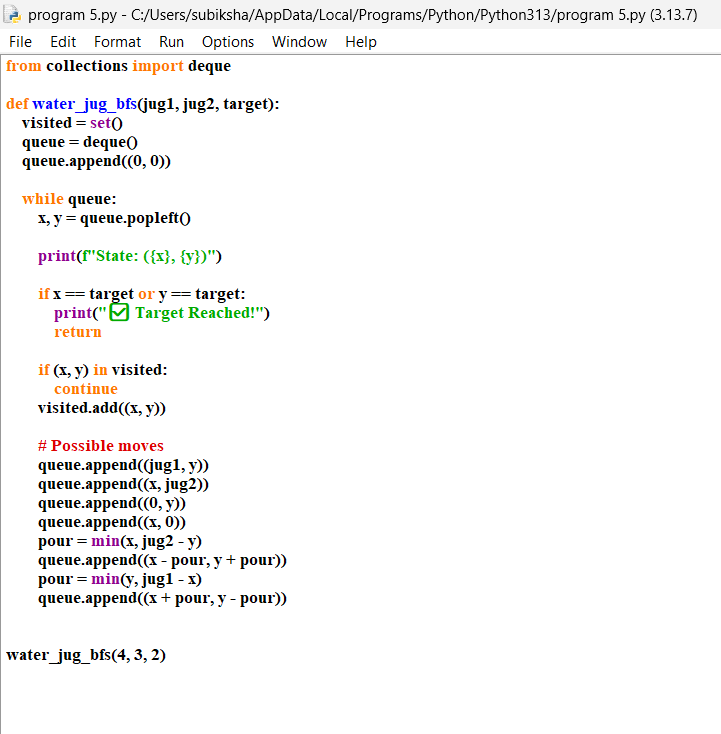 program 5.py - C:/Users/subiksha/AppData/Local/Programs/Python/Python313/program 5.py (3.13.7)
File Edit Format Run Options Window Help
from collections import deque

def water_jug_bfs(jug1, jug2, target):
    visited = set()
    queue = deque()
    queue.append((0, 0))

    while queue:
        x, y = queue.popleft()

        print(f"State: ({x}, {y})")

        if x == target or y == target:
            print("✅ Target Reached!")
            return

        if (x, y) in visited:
            continue
        visited.add((x, y))

        # Possible moves
        queue.append((jug1, y))
        queue.append((x, jug2))
        queue.append((0, y))
        queue.append((x, 0))
        pour = min(x, jug2 - y)
        queue.append((x - pour, y + pour))
        pour = min(y, jug1 - x)
        queue.append((x + pour, y - pour))


water_jug_bfs(4, 3, 2)